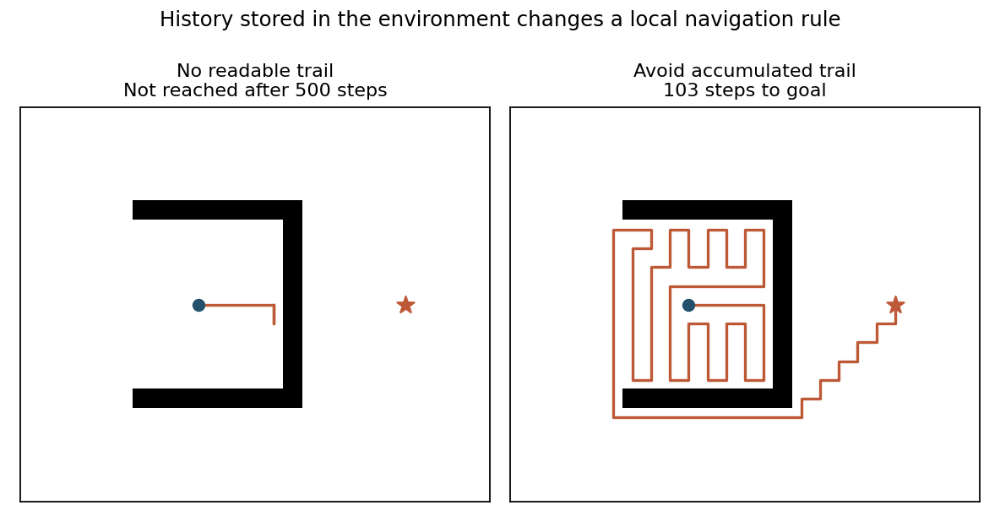 History stored in the environment changes a local navigation rule
No readable trail
Not reached after 500 steps
Avoid accumulated trail
103 steps to goal